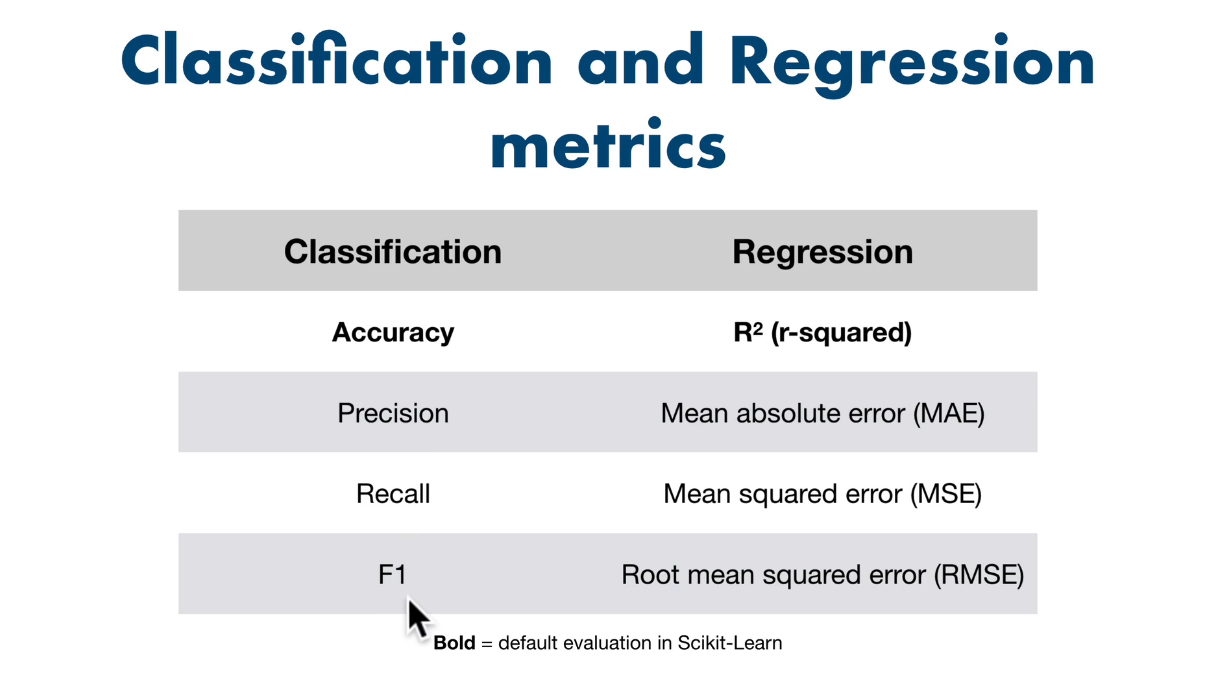 Classification and Regression
metrics
Classification Regression
Accuracy R² (r-squared)
Precision Mean absolute error (MAE)
Recall Mean squared error (MSE)
F1 Root mean squared error (RMSE)
Bold = default evaluation in Scikit-Learn